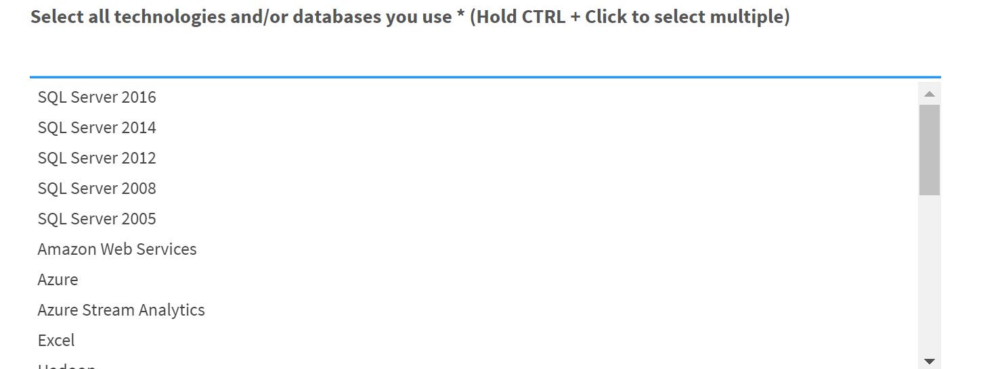 Select all technologies and/or databases you use * (Hold CTRL + Click to select multiple)
SQL Server 2016
SQL Server 2014
SQL Server 2012
SQL Server 2008
SQL Server 2005
Amazon Web Services
Azure
Azure Stream Analytics
Excel
Hadoop